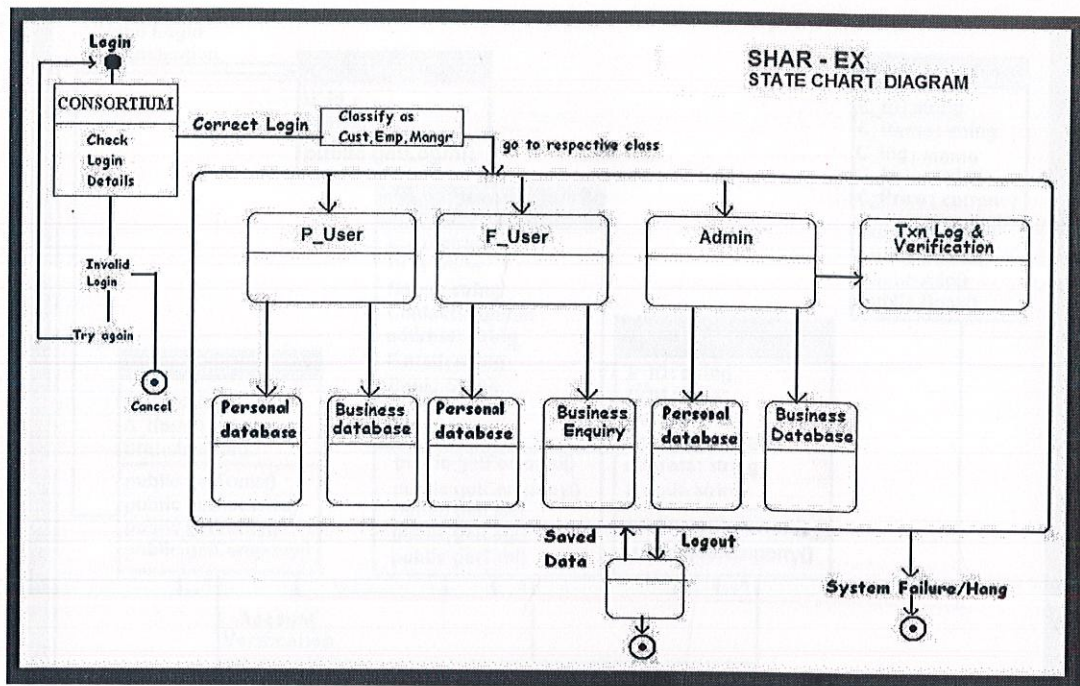 Login
SHAR - EX
STATE CHART DIAGRAM
CONSORTIUM
Check
Login
Details
Correct Login
Classify as
Cust,Emp,Mangr
go to respective class
P_User
F_User
Admin
Txn Log &
Verification
Invalid
Login
Try again
Cancel
Personal
database
Business
database
Personal
database
Business
Enquiry
Personal
database
Business
Database
Saved
Data
Logout
System Failure/Hang